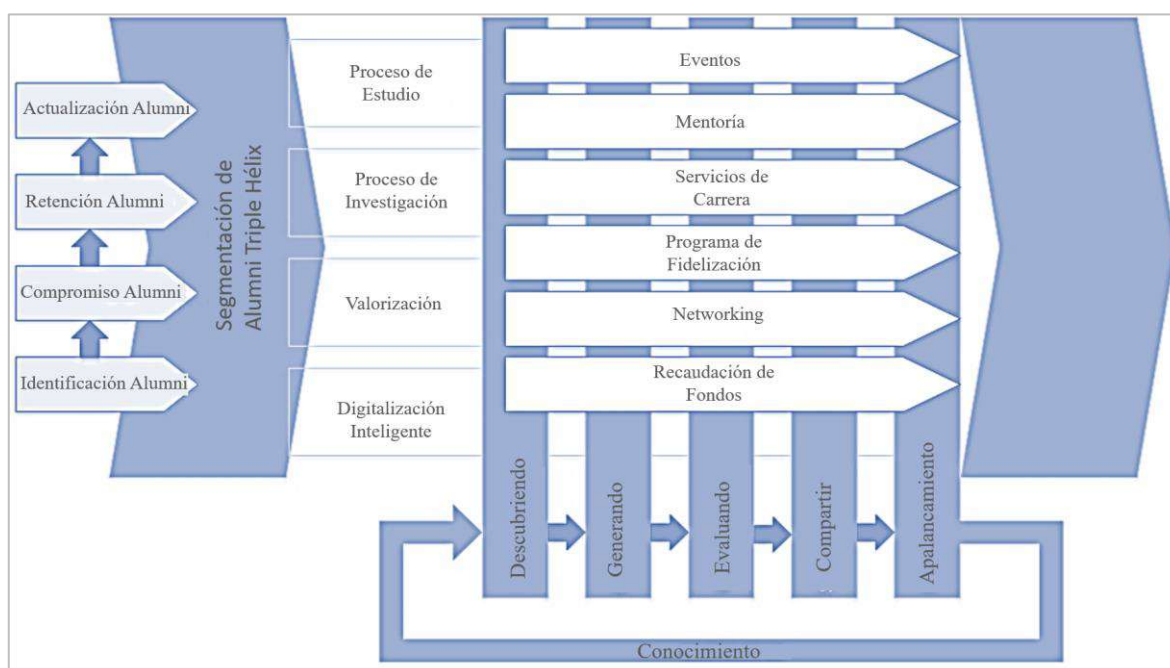 Actualización Alumni
Retención Alumni
Compromiso Alumni
Identificación Alumni
Segmentación de
Alumni Triple Hélix
Proceso de
Estudio
Proceso de
Investigación
Valorización
Digitalización
Inteligente
Eventos
Mentoría
Servicios de
Carrera
Programa de
Fidelización
Networking
Recaudación de
Fondos
Descubriendo
Generando
Evaluando
Compartir
Apalancamiento
Conocimiento